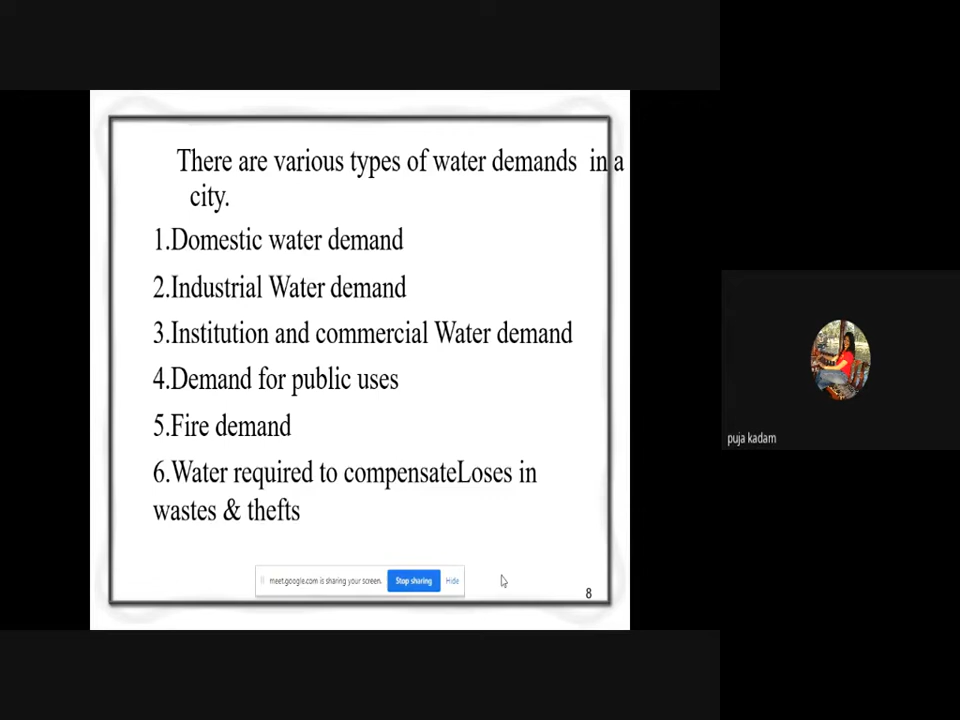 There are various types of water demands in a
city.
1.Domestic water demand
2.Industrial Water demand
3.Institution and commercial Water demand
4.Demand for public uses
5.Fire demand
6.Water required to compensateLoses in
wastes & thefts
meet.google.com is sharing your screen. Stop sharing Hide
8
puja kadam